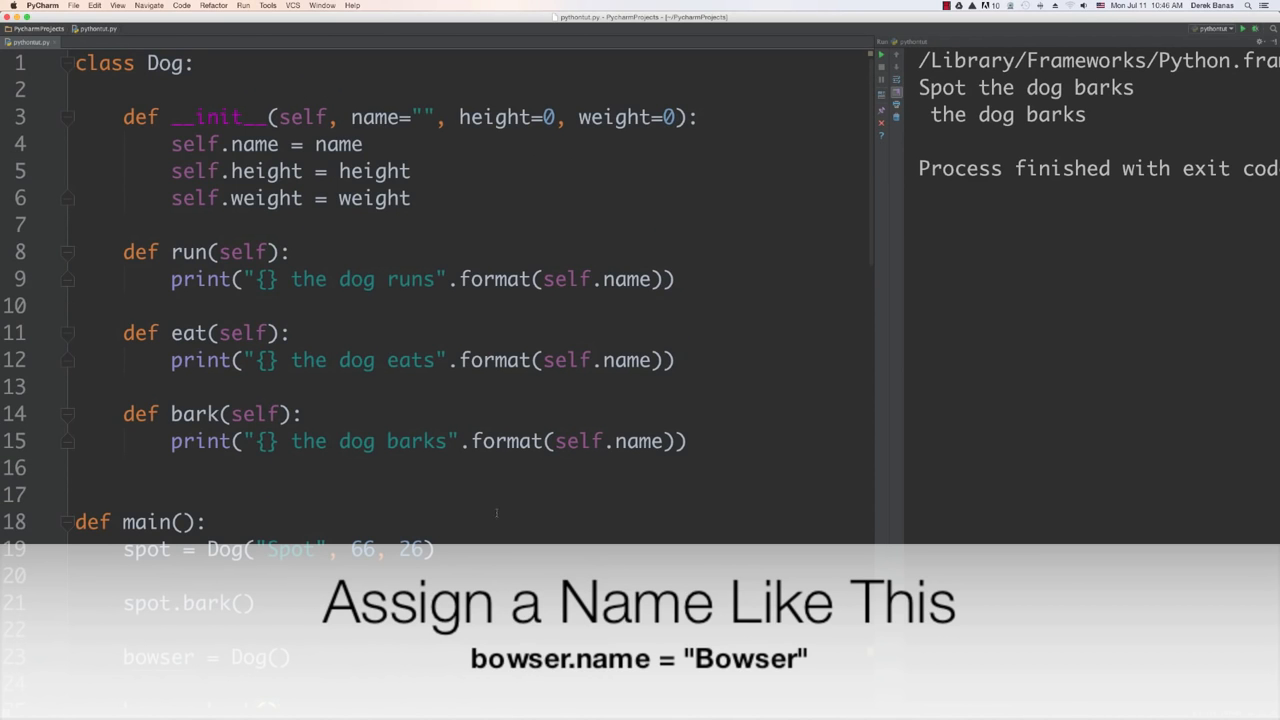 PyCharm File Edit View Navigate Code Refactor Run Tools VCS Window Help
10 Mon Jul 11 10:46 AM Derek Banas
pythontut.py - PycharmProjects - [~/PycharmProjects]
PycharmProjects pythontut.py
pythontut
pythontut.py
Run pythontut
1 class Dog:
2
3 def __init__(self, name="", height=0, weight=0):
4 self.name = name
5 self.height = height
6 self.weight = weight
7
8 def run(self):
9 print("{} the dog runs".format(self.name))
10
11 def eat(self):
12 print("{} the dog eats".format(self.name))
13
14 def bark(self):
15 print("{} the dog barks".format(self.name))
16
17
18 def main():
19 spot = Dog("Spot", 66, 26)
20
21 spot.bark()
22
23 bowser = Dog()
24
/Library/Frameworks/Python.fra
Spot the dog barks
the dog barks
Process finished with exit cod
Assign a Name Like This
bowser.name = "Bowser"